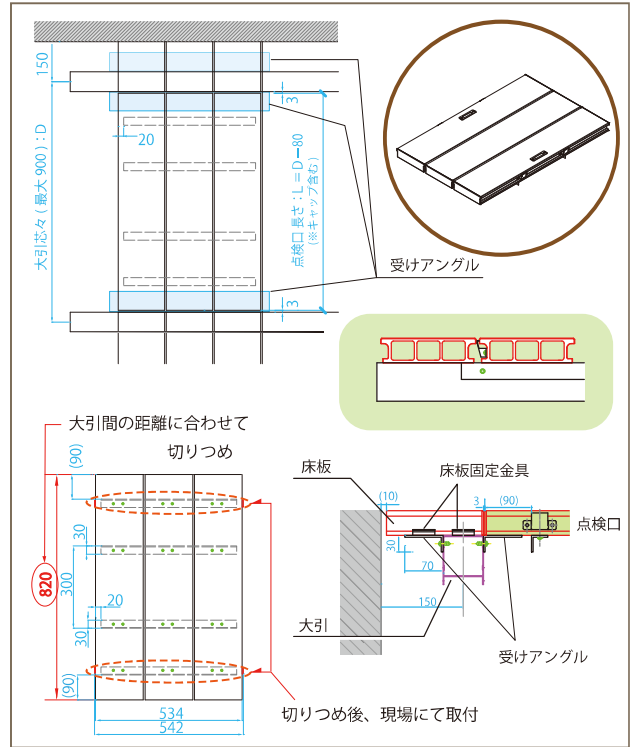 150
大引芯々(最大900):D
20
3
点検口 長さ:L=D−80
(※キャップ含む)
3
受けアングル
大引間の距離に合わせて
切りつめ
(90)
30
300
820
20
30
(90)
534
542
切りつめ後、現場にて取付
床板
床板固定金具
(10)
3
(90)
点検口
30
70
150
大引
受けアングル